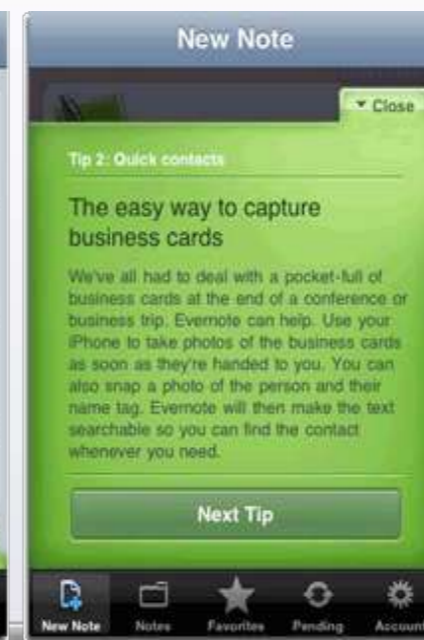 New Note
Close
Tip 2: Quick contacts
The easy way to capture
business cards
We've all had to deal with a pocket-full of
business cards at the end of a conference or
business trip. Evernote can help. Use your
iPhone to take photos of the business cards
as soon as they're handed to you. You can
also snap a photo of the person and their
name tag. Evernote will then make the text
searchable so you can find the contact
whenever you need.
Next Tip
New Note Notes Favorites Pending Account